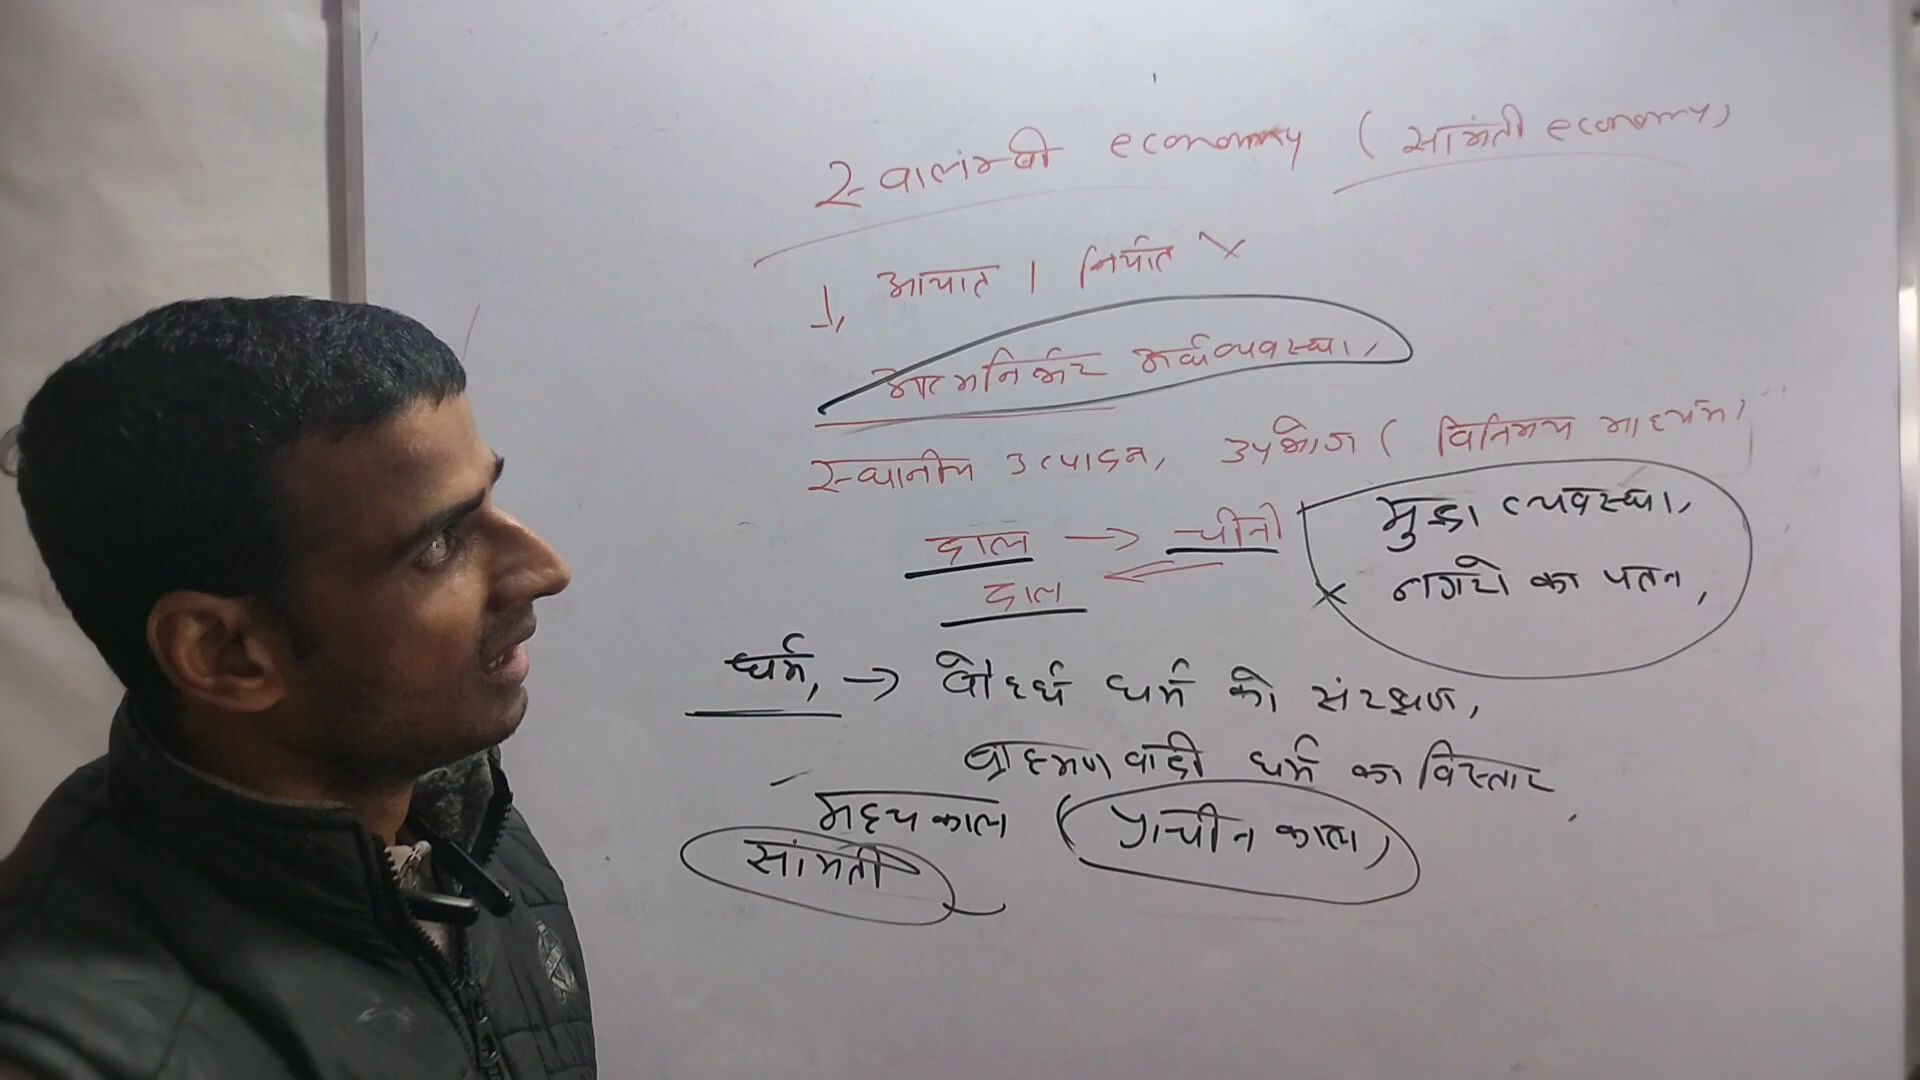 स्वालंम्बी economy (सामंती economy)
1, आयात । निर्यात ×
आत्मनिर्भर अर्थव्यवस्था,
स्थानीय उत्पादन, उपभोग (विनिमय माध्यम)
दाल → चीनी
दाल ←
मुद्रा व्यवस्था,
× नगरो का पतन,
धर्म, → बौध्ध धर्म को संरक्षण,
ब्राह्मणवादी धर्म का विस्तार,
मध्यकाल (प्राचीन काल)
सांमती